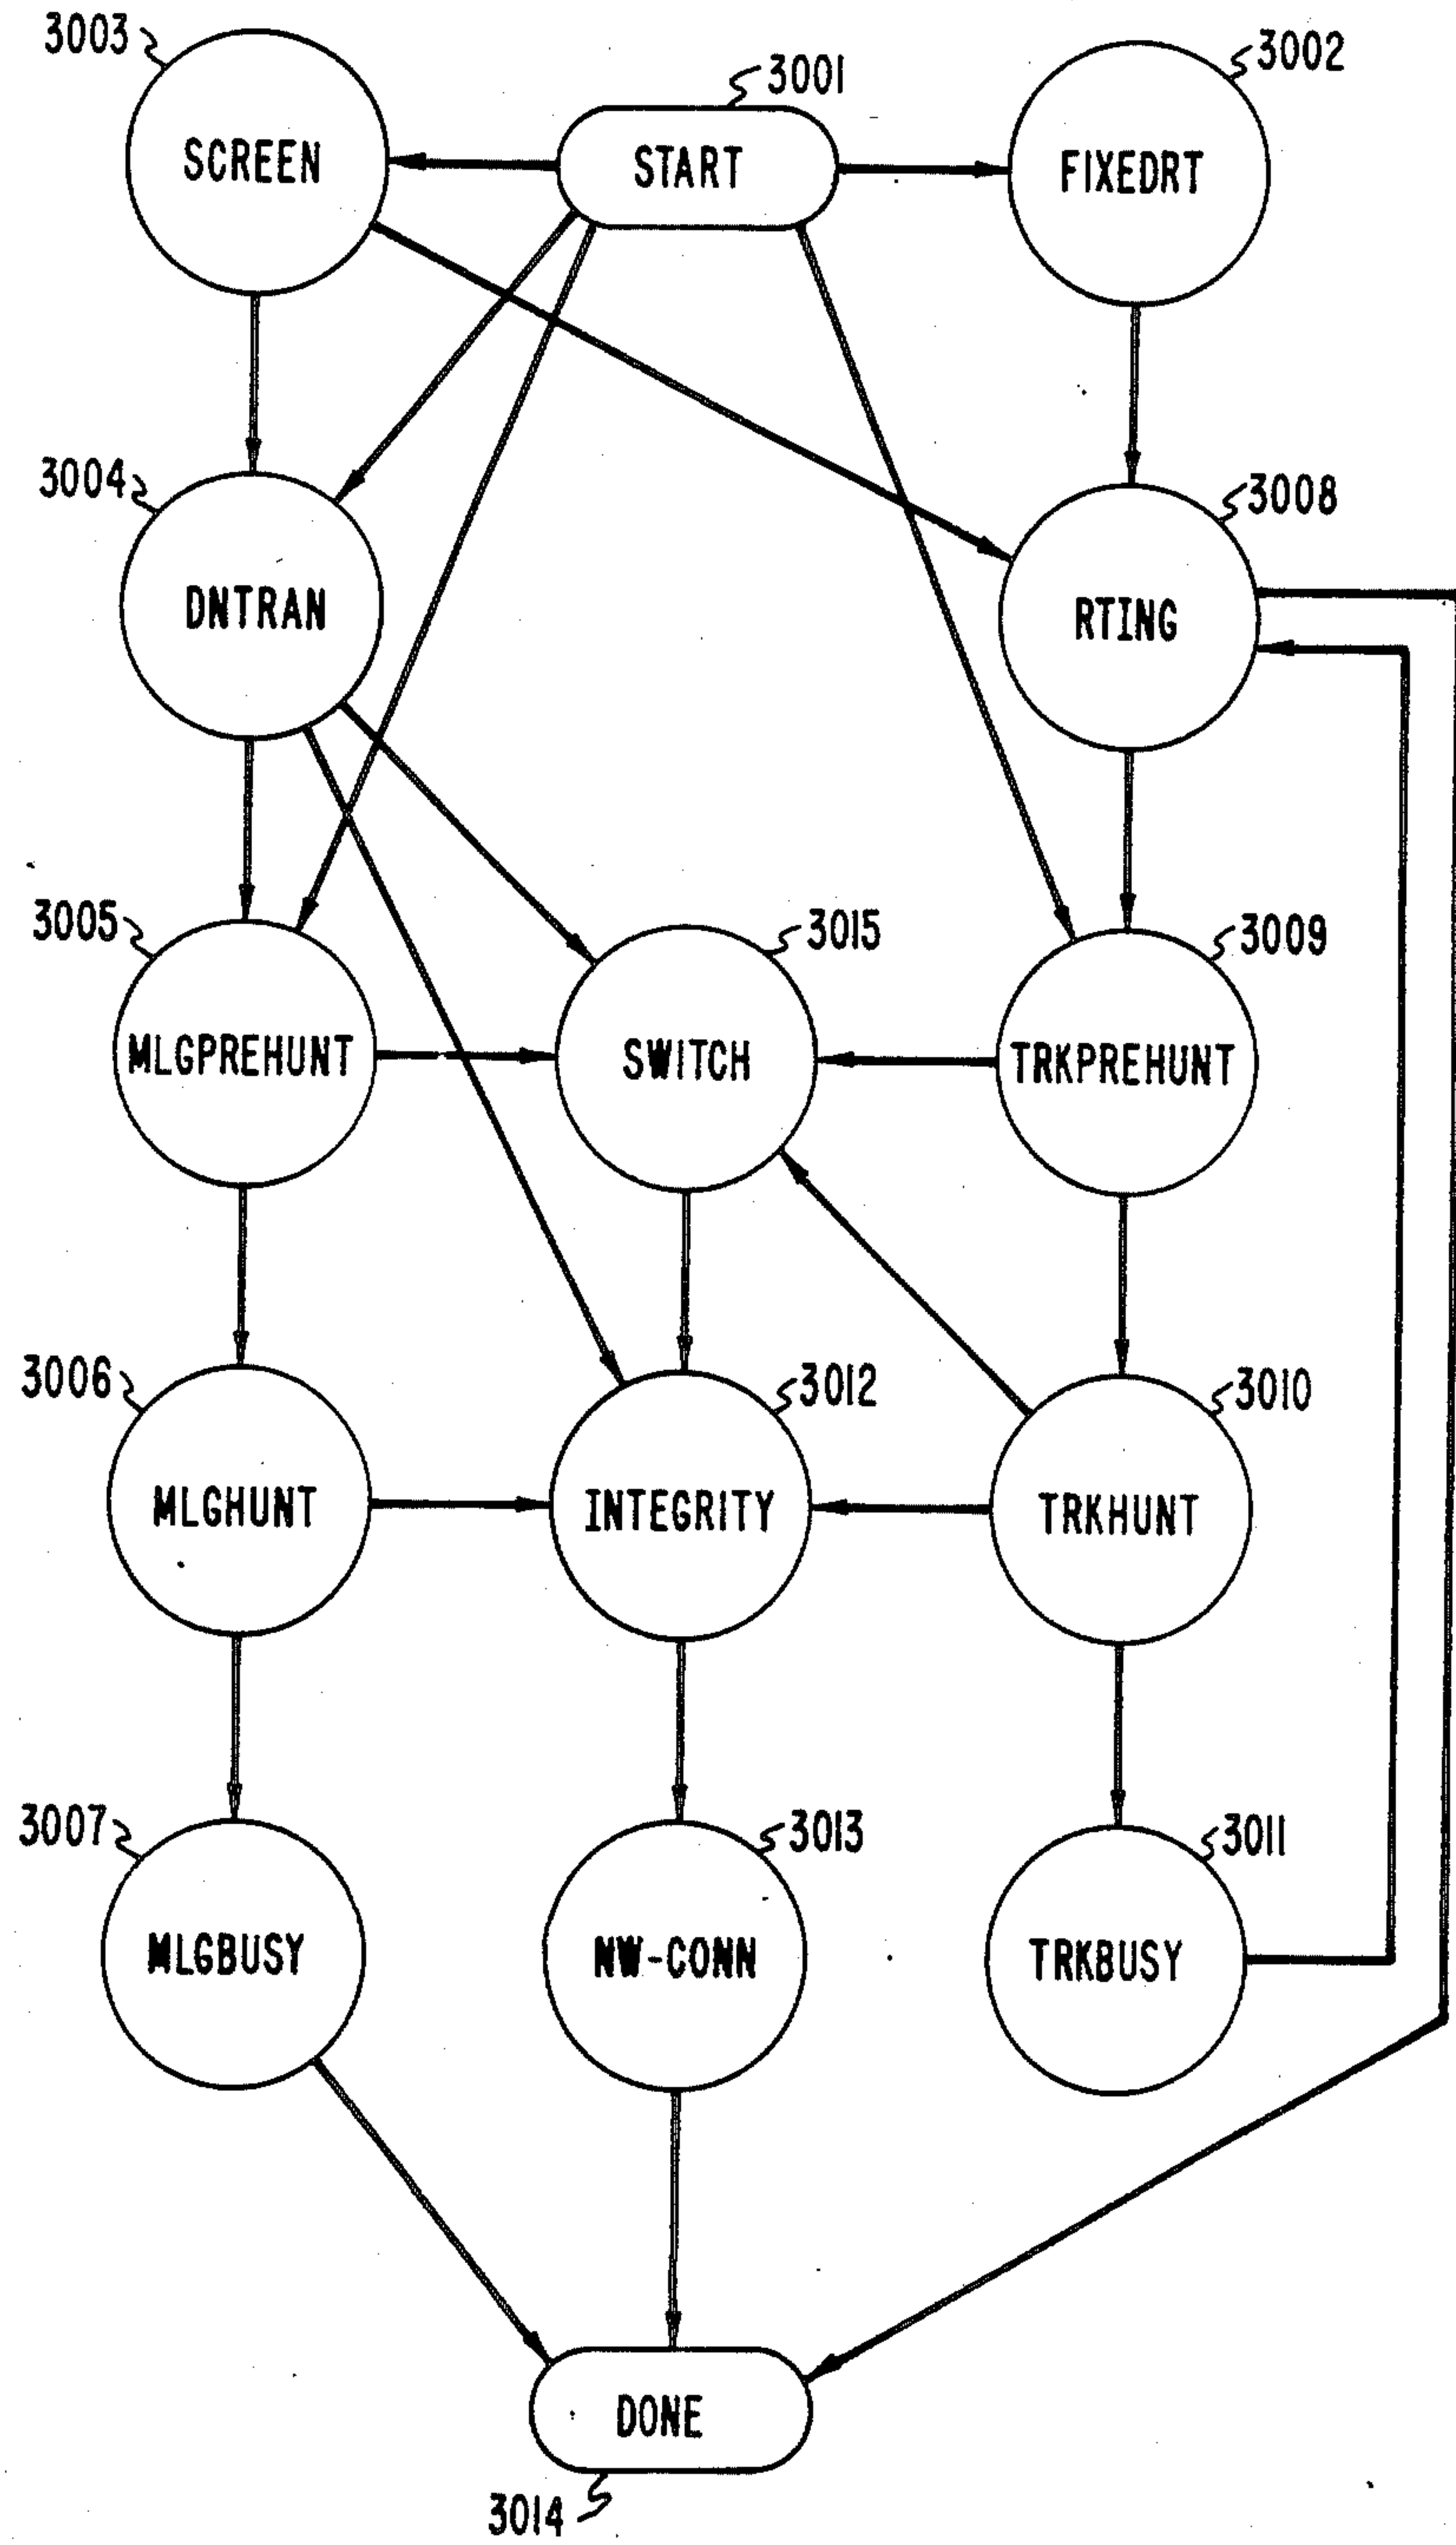 3003
3001
3002
SCREEN
START
FIXEDRT
3004
3008
DNTRAN
RTING
3005
3015
3009
MLGPREHUNT
SWITCH
TRKPREHUNT
3006
3012
3010
MLGHUNT
INTEGRITY
TRKHUNT
3007
3013
3011
MLGBUSY
NW-CONN
TRKBUSY
DONE
3014